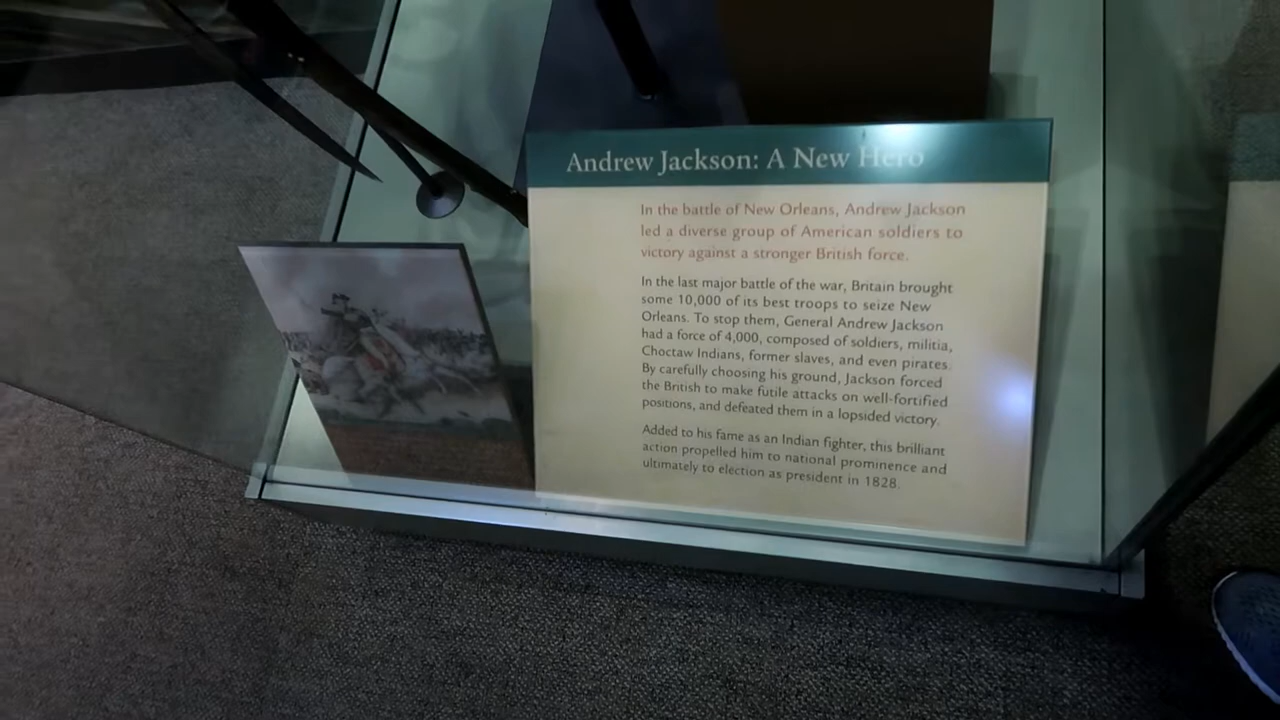 Andrew Jackson: A New Hero
In the battle of New Orleans, Andrew Jackson
led a diverse group of American soldiers to
victory against a stronger British force.
In the last major battle of the war, Britain brought
some 10,000 of its best troops to seize New
Orleans. To stop them, General Andrew Jackson
had a force of 4,000, composed of soldiers, militia,
Choctaw Indians, former slaves, and even pirates.
By carefully choosing his ground, Jackson forced
the British to make futile attacks on well-fortified
positions, and defeated them in a lopsided victory.
Added to his fame as an Indian fighter, this brilliant
action propelled him to national prominence and
ultimately to election as president in 1828.